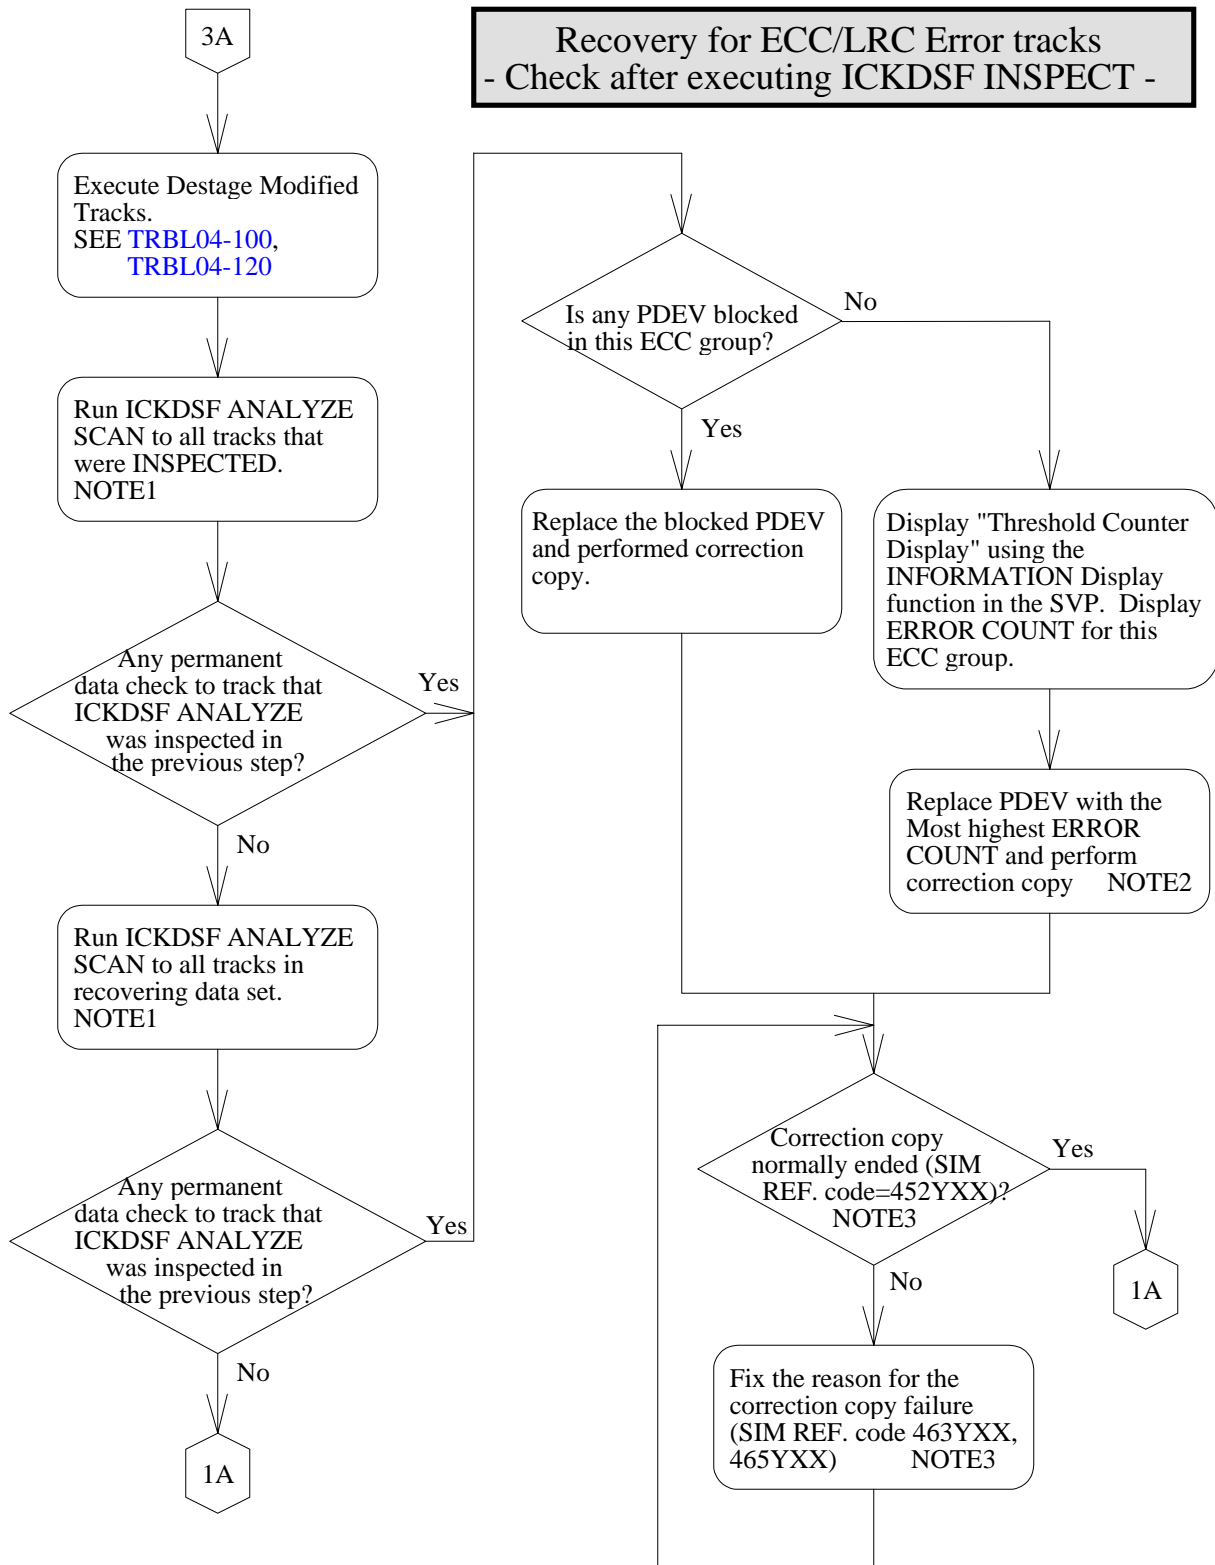 3A
Recovery for ECC/LRC Error tracks
- Check after executing ICKDSF INSPECT -
Execute Destage Modified
Tracks.
SEE TRBL04-100,
TRBL04-120
Run ICKDSF ANALYZE
SCAN to all tracks that
were INSPECTED.
NOTE1
Any permanent
data check to track that
ICKDSF ANALYZE
was inspected in
the previous step?
Yes
No
Run ICKDSF ANALYZE
SCAN to all tracks in
recovering data set.
NOTE1
Any permanent
data check to track that
ICKDSF ANALYZE
was inspected in
the previous step?
Yes
No
1A
Is any PDEV blocked
in this ECC group?
No
Yes
Replace the blocked PDEV
and performed correction
copy.
Display "Threshold Counter
Display" using the
INFORMATION Display
function in the SVP.  Display
ERROR COUNT for this
ECC group.
Replace PDEV with the
Most highest ERROR
COUNT and perform
correction copy NOTE2
Correction copy
normally ended (SIM
REF. code=452YXX)?
NOTE3
Yes
No
1A
Fix the reason for the
correction copy failure
(SIM REF. code 463YXX,
465YXX) NOTE3